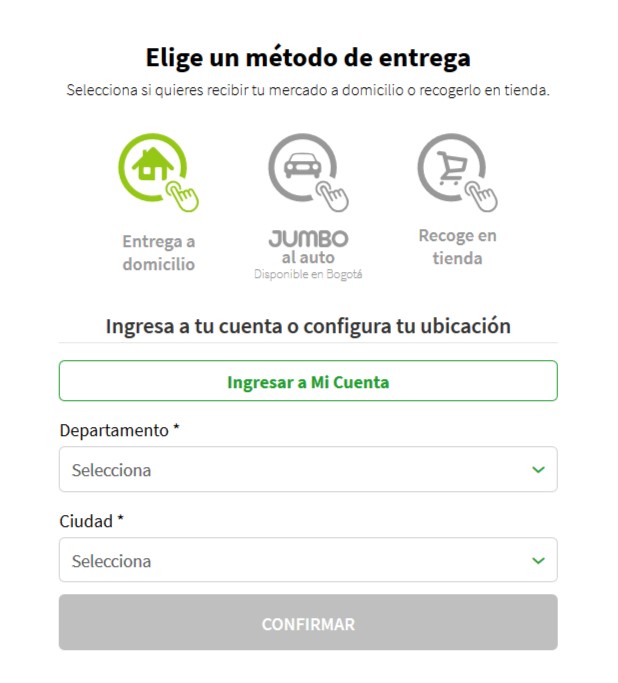 Elige un método de entrega
Selecciona si quieres recibir tu mercado a domicilio o recogerlo en tienda.
Entrega a
domicilio
JUMBO
al auto
Disponible en Bogotá
Recoge en
tienda
Ingresa a tu cuenta o configura tu ubicación
Ingresar a Mi Cuenta
Departamento *
Selecciona
Ciudad *
Selecciona
CONFIRMAR